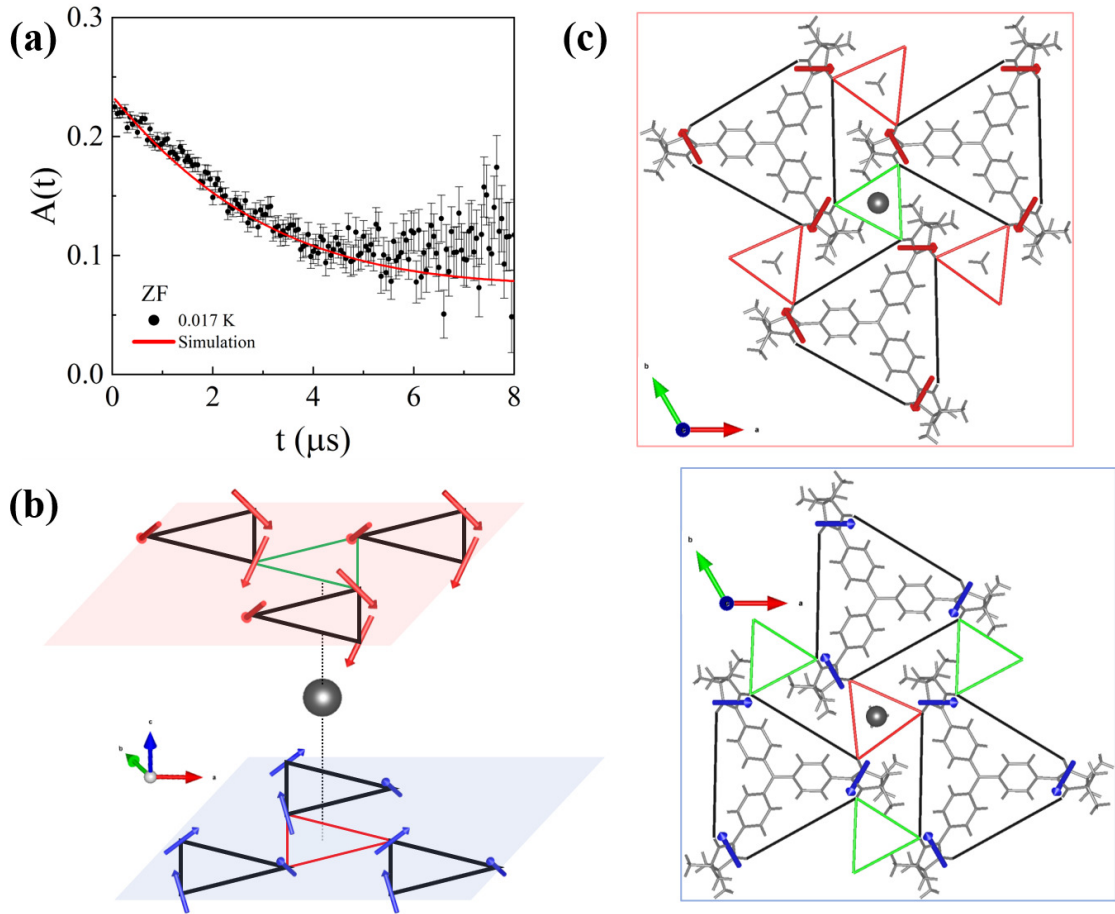 (a)
0.3
0.2
0.1
0.0
A(t)
ZF
0.017 K
Simulation
0 2 4 6 8
t (μs)
(b)
c
b
a
(c)
b
a
b
a